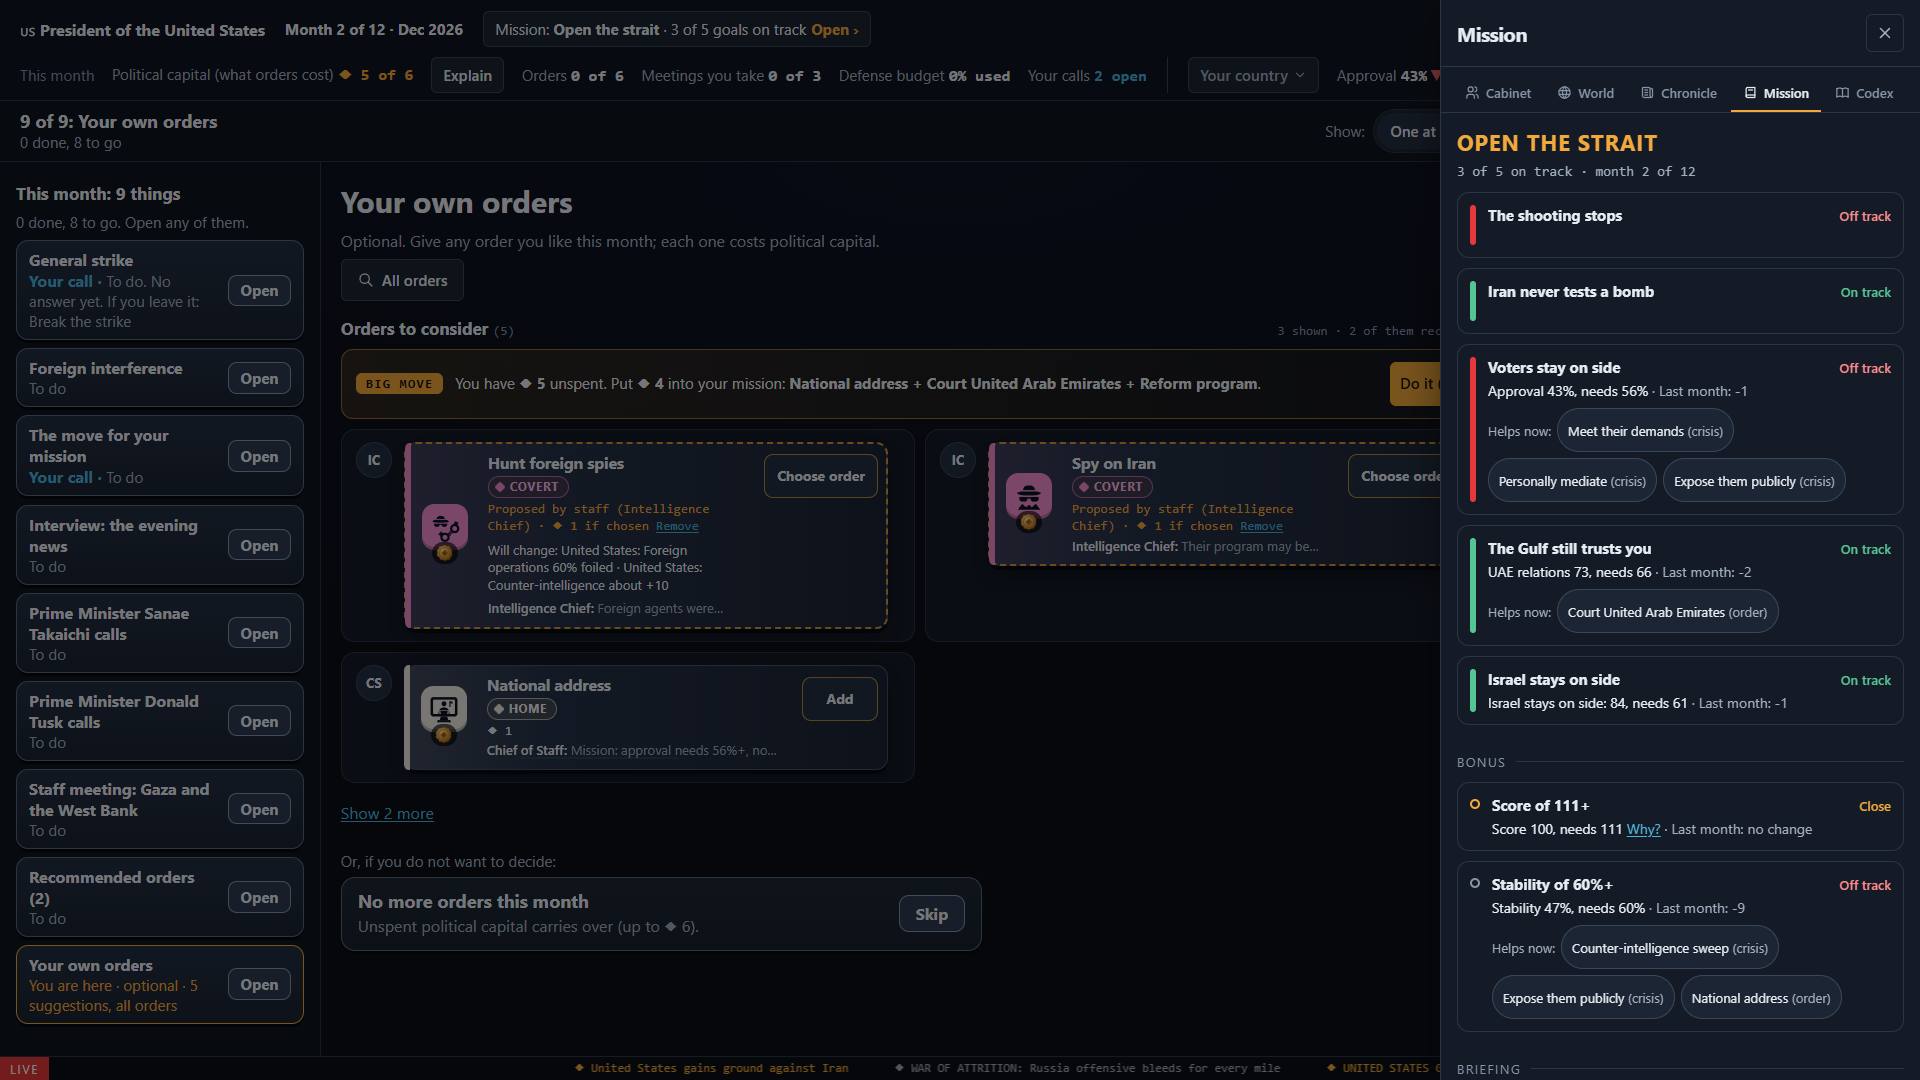 US President of the United States
Month 2 of 12 · Dec 2026
Mission: Open the strait · 3 of 5 goals on track Open ›
This month
Political capital (what orders cost) ◆ 5 of 6
Explain
Orders 0 of 6
Meetings you take 0 of 3
Defense budget 0% used
Your calls 2 open
Your country
Approval 43% ▼
9 of 9: Your own orders
0 done, 8 to go
Show:
One at
This month: 9 things
0 done, 8 to go. Open any of them.
General strike
Your call · To do. No
answer yet. If you leave it:
Break the strike
Open
Foreign interference
To do
Open
The move for your
mission
Your call · To do
Open
Interview: the evening
news
To do
Open
Prime Minister Sanae
Takaichi calls
To do
Open
Prime Minister Donald
Tusk calls
To do
Open
Staff meeting: Gaza and
the West Bank
To do
Open
Recommended orders
(2)
To do
Open
Your own orders
You are here · optional · 5
suggestions, all orders
Open
Your own orders
Optional. Give any order you like this month; each one costs political capital.
All orders
Orders to consider (5)
3 shown · 2 of them
BIG MOVE
You have ◆ 5 unspent. Put ◆ 4 into your mission: National address + Court United Arab Emirates + Reform program.
Do it
IC
Hunt foreign spies
◆ COVERT
Proposed by staff (Intelligence
Chief) · ◆ 1 if chosen Remove
Will change: United States: Foreign
operations 60% foiled · United States:
Counter-intelligence about +10
Intelligence Chief: Foreign agents were...
Choose order
IC
Spy on Iran
◆ COVERT
Proposed by staff (Intelligence
Chief) · ◆ 1 if chosen Remove
Intelligence Chief: Their program may be...
Choose orde
CS
National address
◆ HOME
◆ 1
Chief of Staff: Mission: approval needs 56%+, no...
Add
Show 2 more
Or, if you do not want to decide:
No more orders this month
Unspent political capital carries over (up to ◆ 6).
Skip
Mission
Cabinet
World
Chronicle
Mission
Codex
OPEN THE STRAIT
3 of 5 on track · month 2 of 12
The shooting stops
Off track
Iran never tests a bomb
On track
Voters stay on side
Off track
Approval 43%, needs 56% · Last month: -1
Helps now: Meet their demands (crisis)
Personally mediate (crisis)
Expose them publicly (crisis)
The Gulf still trusts you
On track
UAE relations 73, needs 66 · Last month: -2
Helps now: Court United Arab Emirates (order)
Israel stays on side
On track
Israel stays on side: 84, needs 61 · Last month: -1
BONUS
Score of 111+
Close
Score 100, needs 111 Why? · Last month: no change
Stability of 60%+
Off track
Stability 47%, needs 60% · Last month: -9
Helps now: Counter-intelligence sweep (crisis)
Expose them publicly (crisis)
National address (order)
BRIEFING
LIVE
◆ United States gains ground against Iran
◆ WAR OF ATTRITION: Russia offensive bleeds for every mile
◆ UNITED STATES